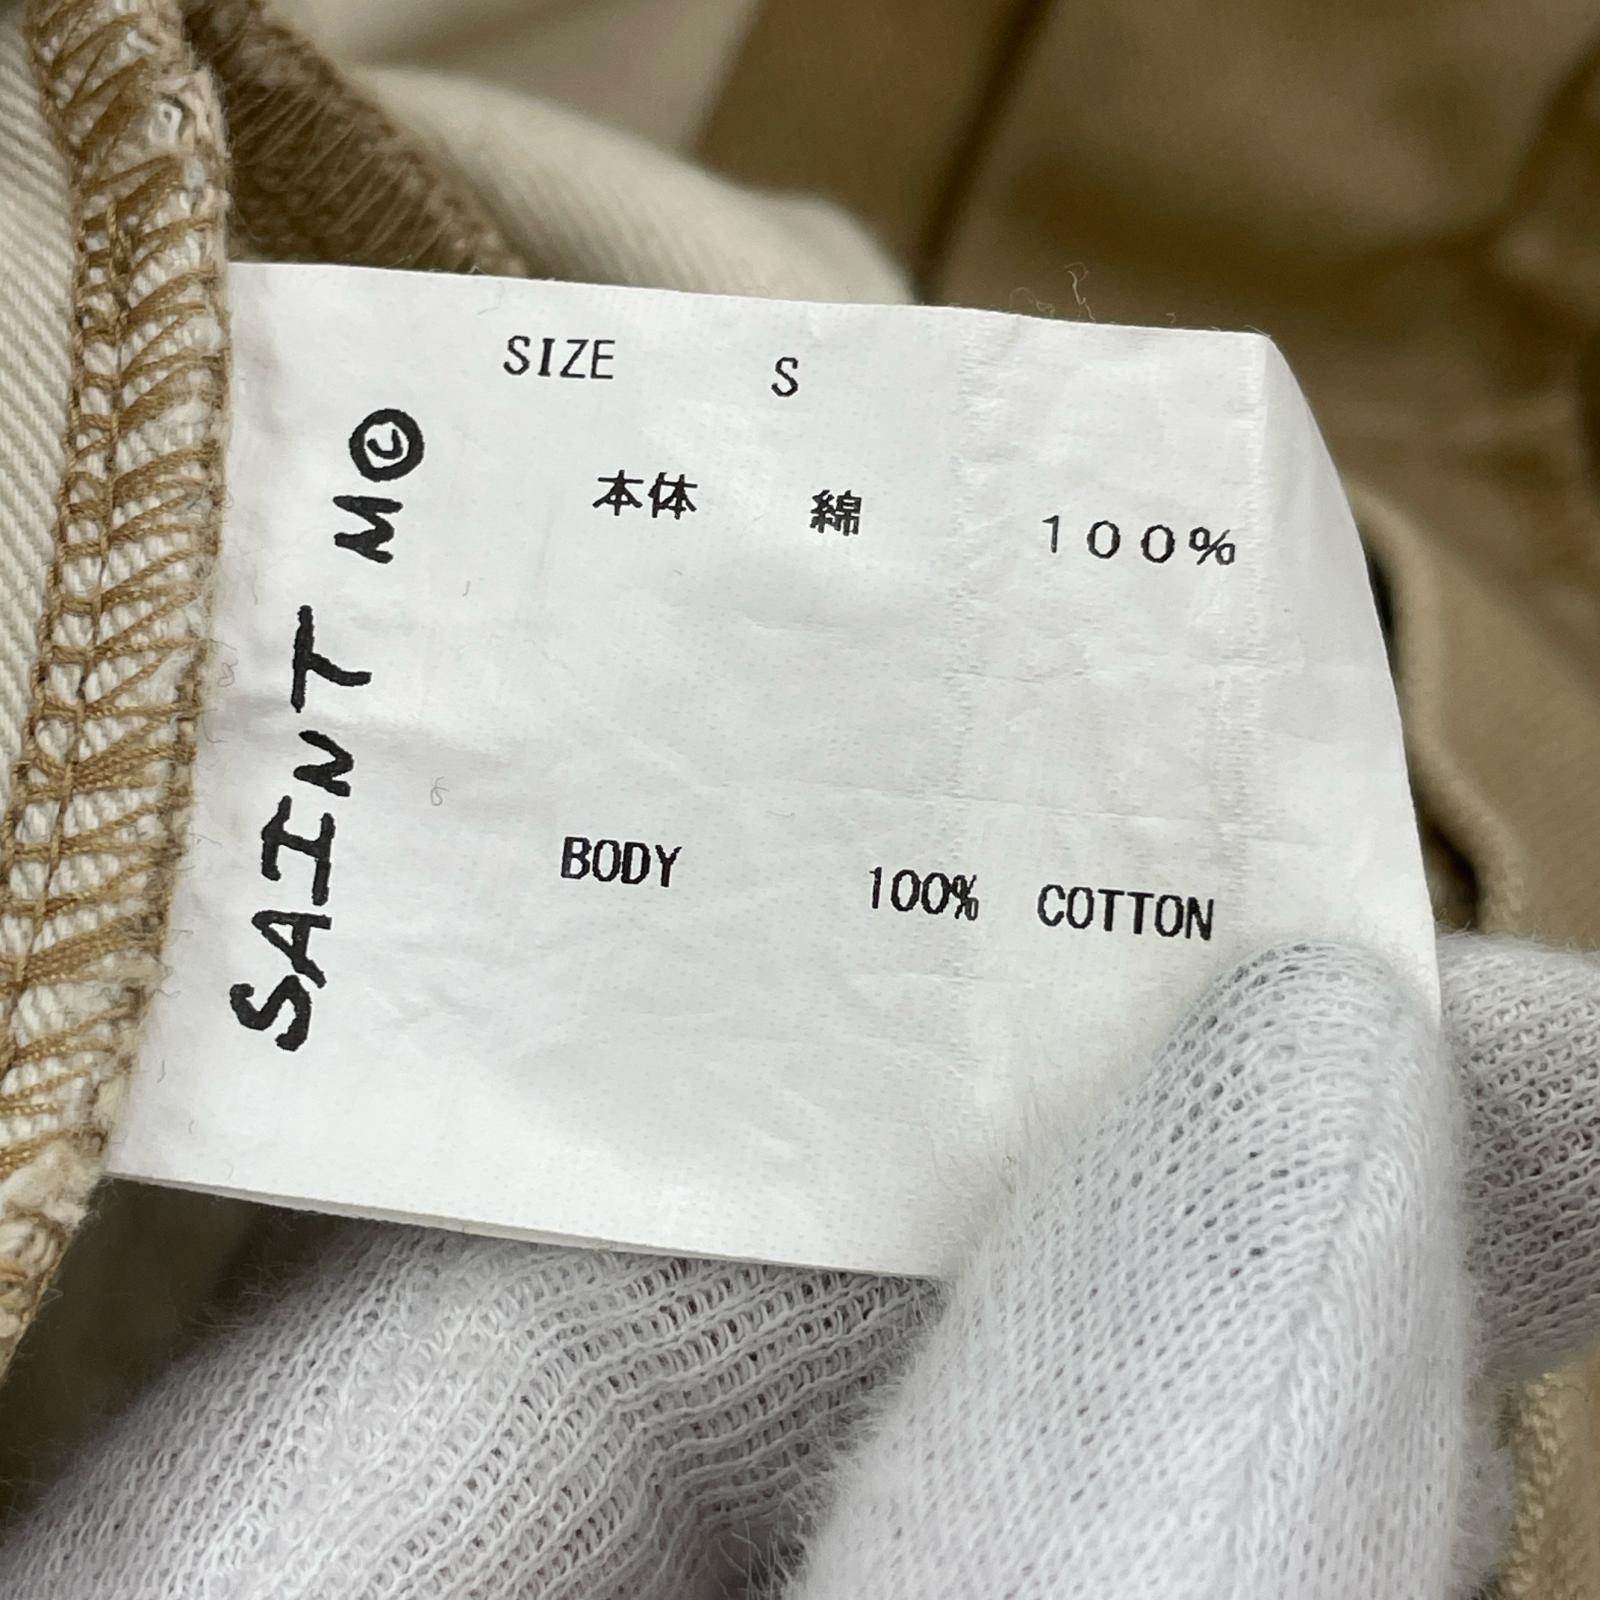 SIZE S
本体 綿 100%
BODY 100% COTTON
SAINT M©